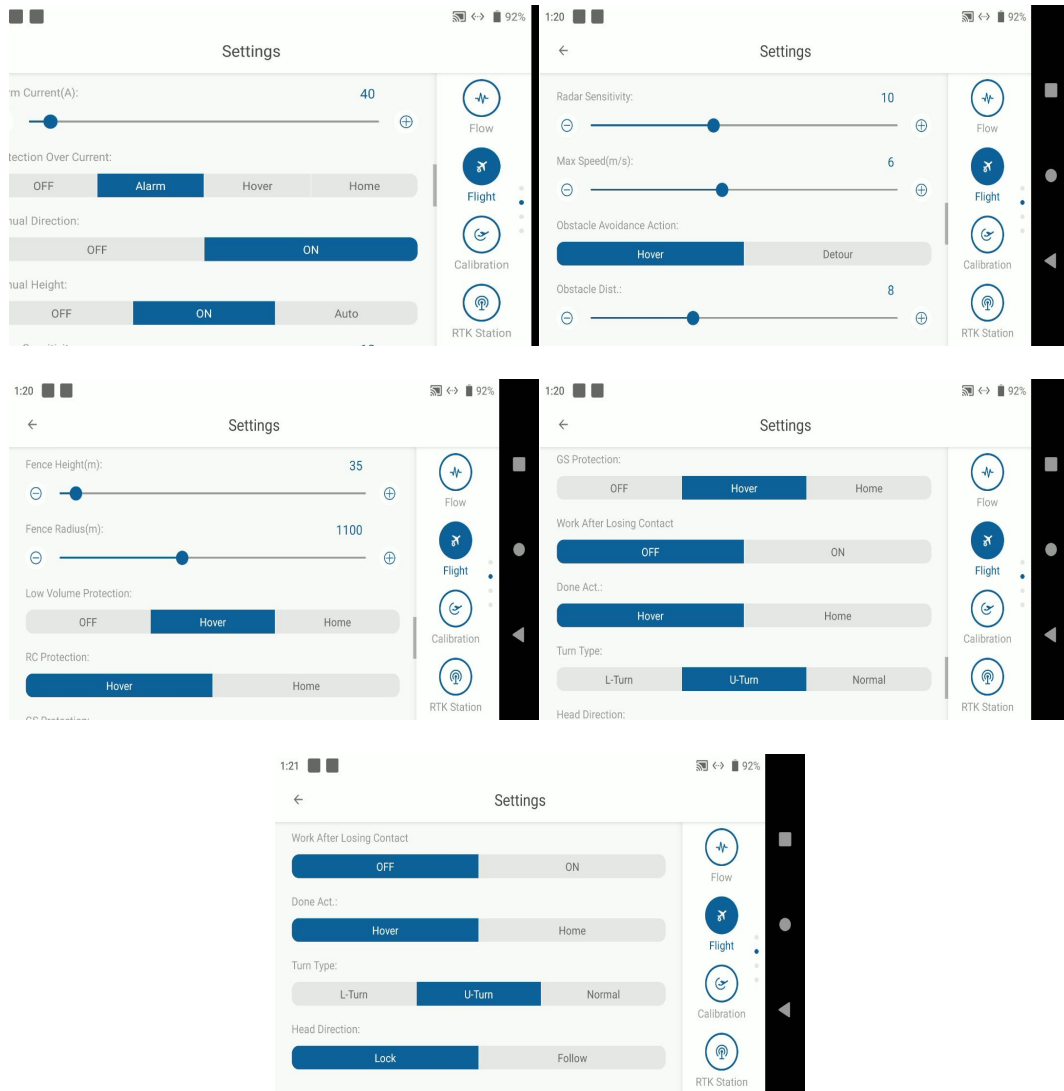 92%
Settings
rm Current(A):
40
Flow
tection Over Current:
OFF Alarm Hover Home
Flight
nual Direction:
OFF ON
Calibration
nual Height:
OFF ON Auto
RTK Station
1:20 92%
Settings
Radar Sensitivity:
10
Flow
Max Speed(m/s):
6
Flight
Obstacle Avoidance Action:
Hover Detour
Calibration
Obstacle Dist.:
8
RTK Station
1:20 92%
Settings
Fence Height(m):
35
Flow
Fence Radius(m):
1100
Flight
Low Volume Protection:
OFF Hover Home
Calibration
RC Protection:
Hover Home
RTK Station
1:20 92%
Settings
GS Protection:
OFF Hover Home
Flow
Work After Losing Contact
OFF ON
Flight
Done Act.:
Hover Home
Calibration
Turn Type:
L-Turn U-Turn Normal
RTK Station
Head Direction:
1:21 92%
Settings
Work After Losing Contact
OFF ON
Flow
Done Act.:
Hover Home
Flight
Turn Type:
L-Turn U-Turn Normal
Calibration
Head Direction:
Lock Follow
RTK Station